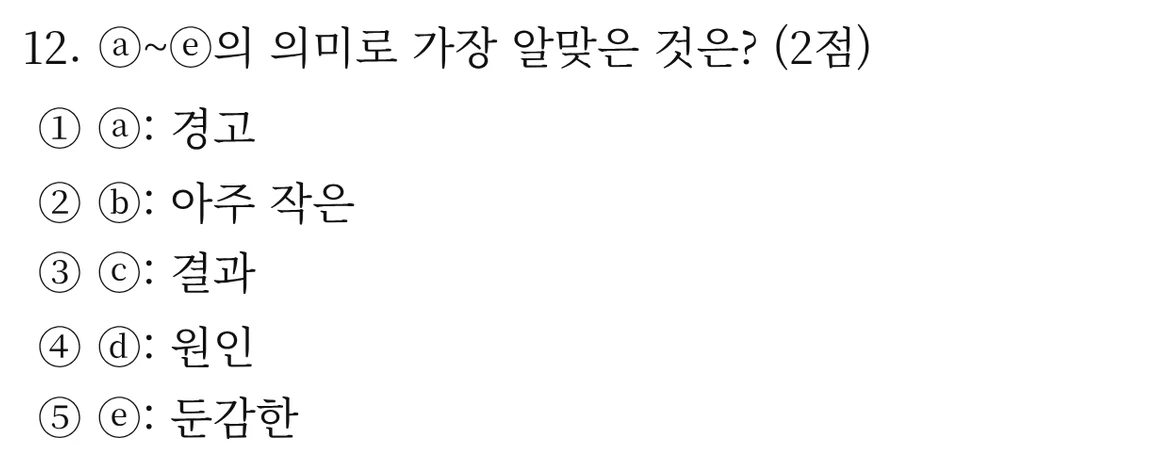 12. ⓐ~ⓔ의 의미로 가장 알맞은 것은? (2점)
① ⓐ: 경고
② ⓑ: 아주 작은
③ ⓒ: 결과
④ ⓓ: 원인
⑤ ⓔ: 둔감한